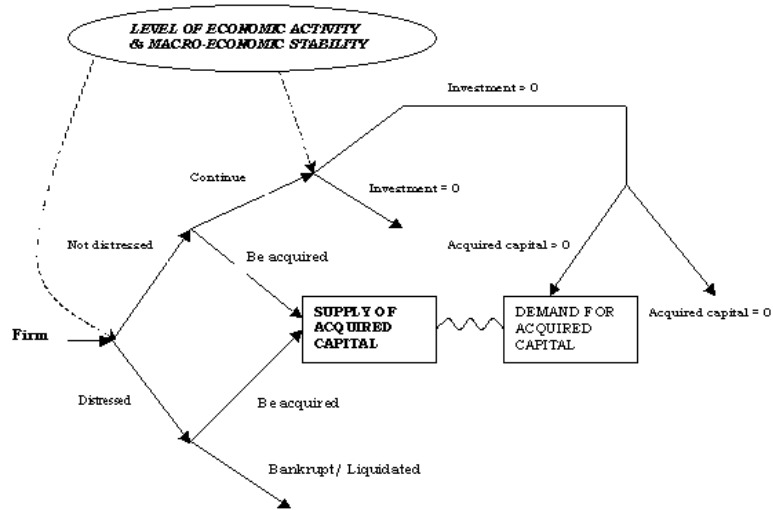 LEVEL OF ECONOMIC ACTIVITY
& MACRO-ECONOMIC STABILITY
Investment > 0
Continue
Investment = 0
Not distressed
Be acquired
Acquired capital > 0
SUPPLY OF
ACQUIRED
CAPITAL
DEMAND FOR
ACQUIRED
CAPITAL
Acquired capital = 0
Firm
Distressed
Be acquired
Bankrupt/ Liquidated